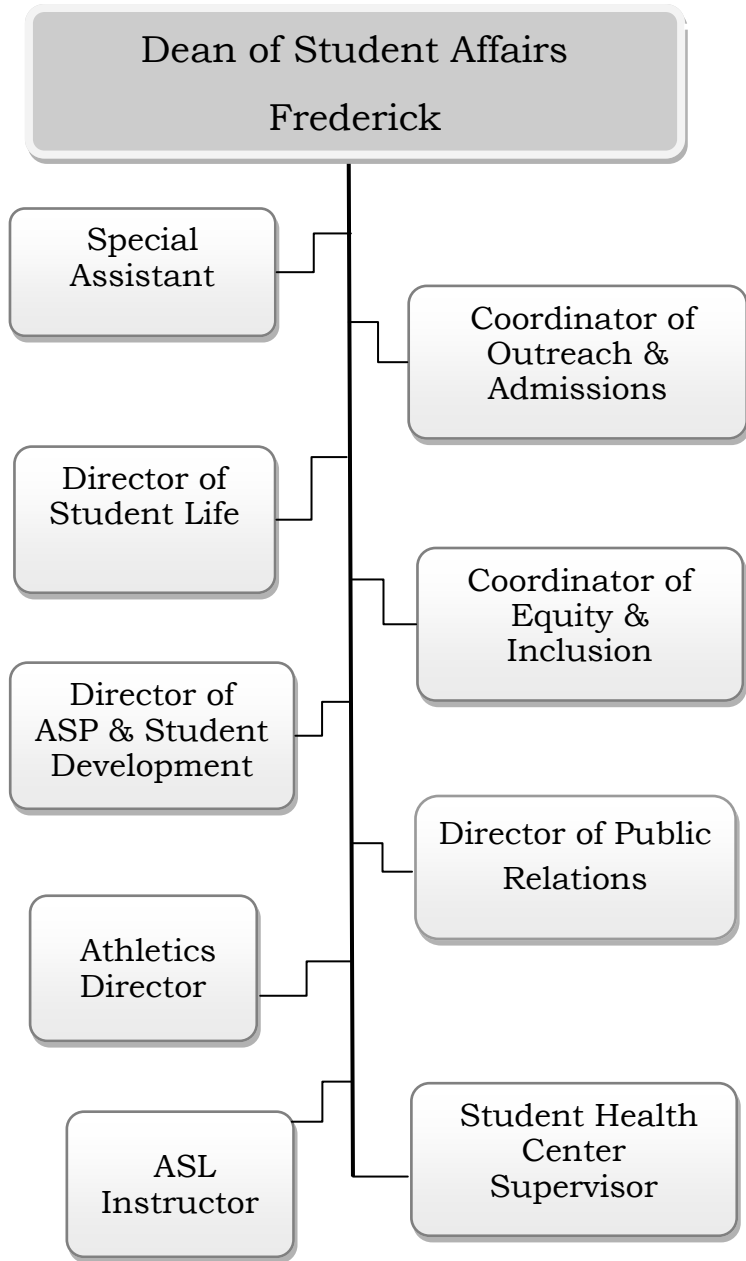 Dean of Student Affairs
Frederick
Special
Assistant
Coordinator of
Outreach &
Admissions
Director of
Student Life
Coordinator of
Equity &
Inclusion
Director of
ASP & Student
Development
Director of Public
Relations
Athletics
Director
ASL
Instructor
Student Health
Center
Supervisor